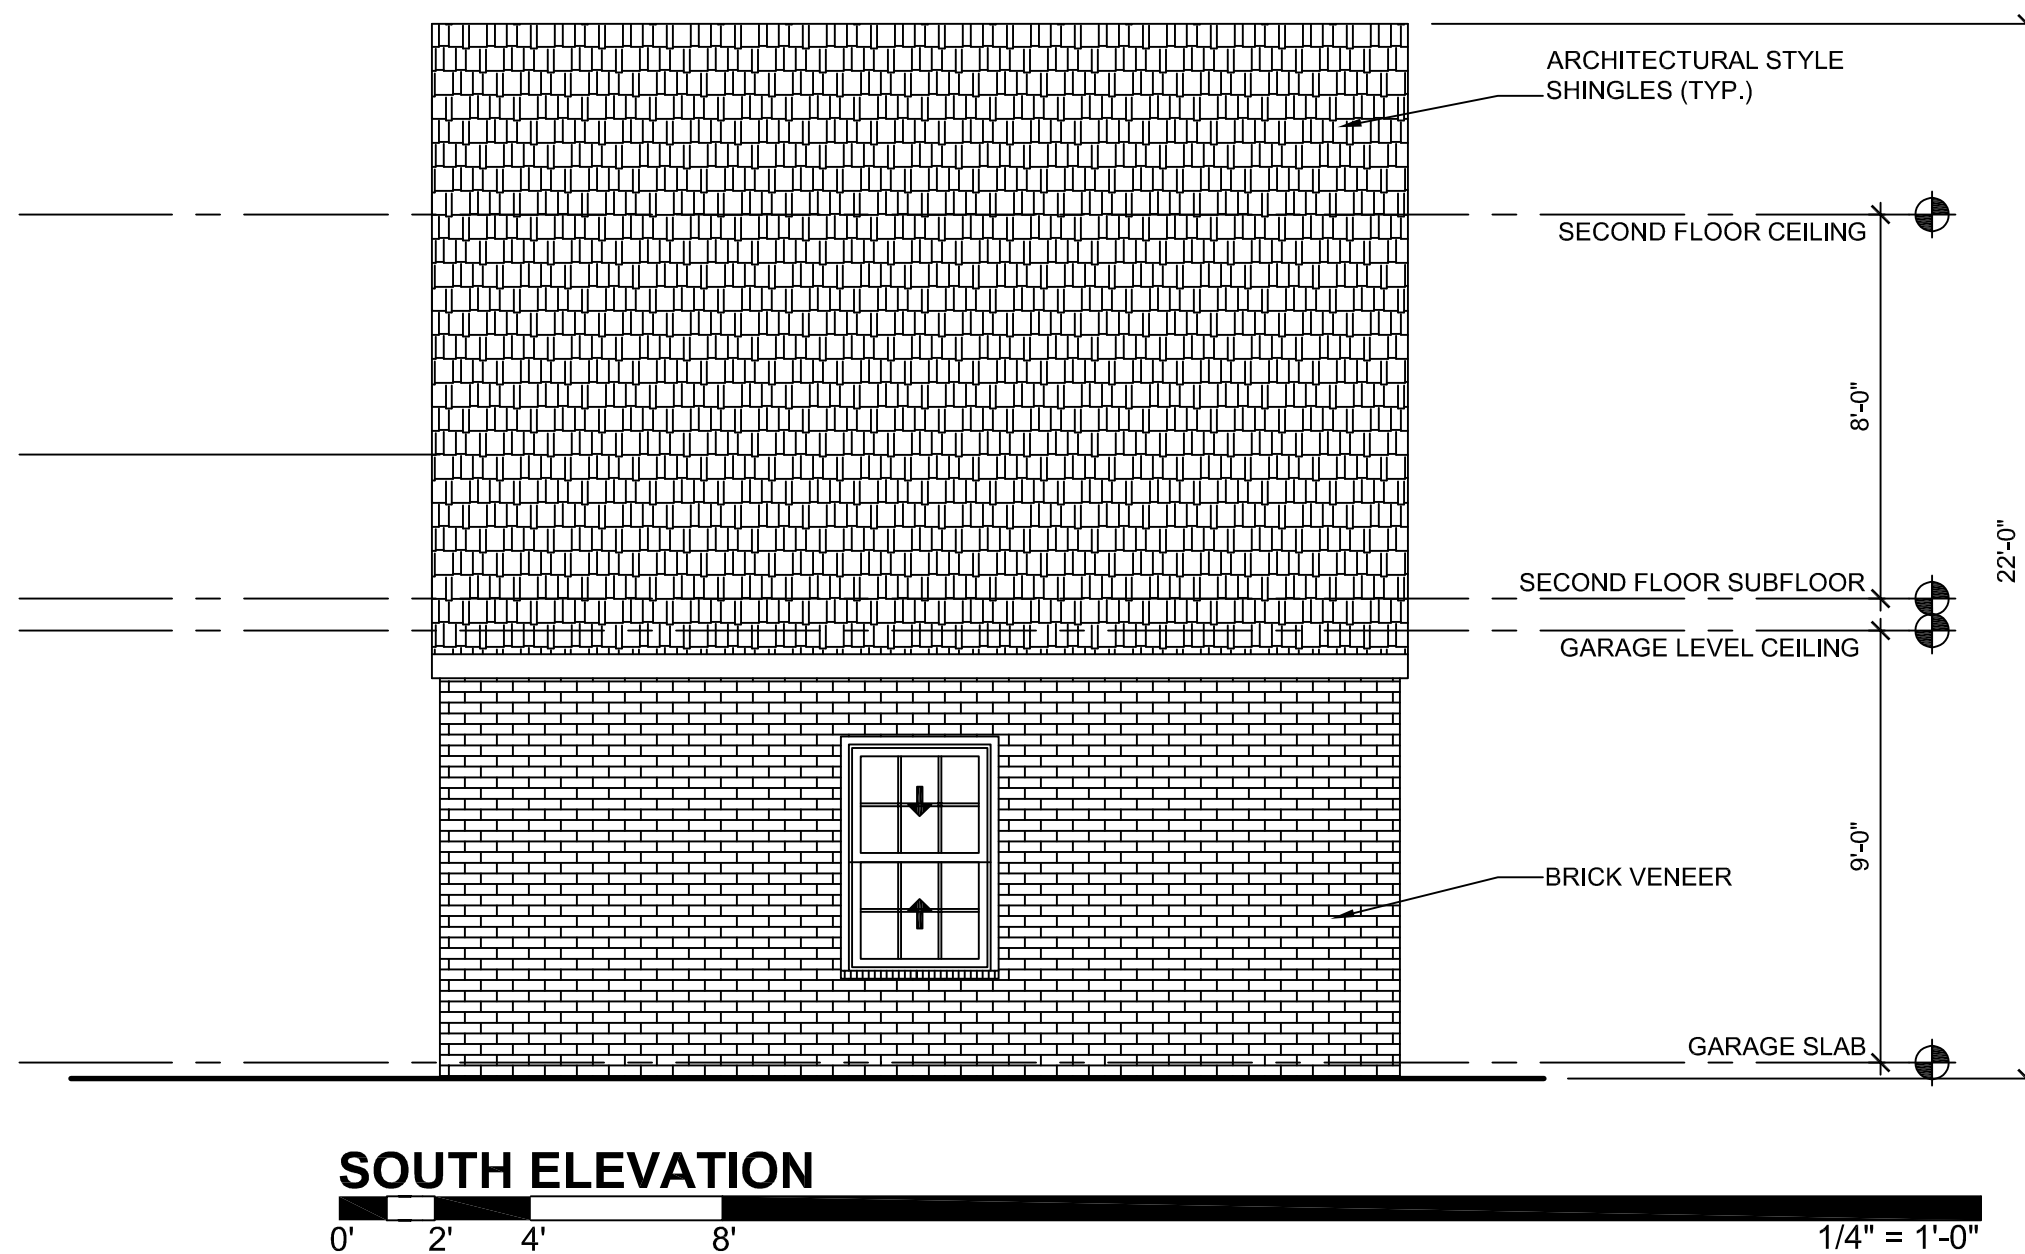 ARCHITECTURAL STYLE
SHINGLES (TYP.)
SECOND FLOOR CEILING
8'-0"
22'-0"
SECOND FLOOR SUBFLOOR
GARAGE LEVEL CEILING
9'-0"
BRICK VENEER
GARAGE SLAB
SOUTH ELEVATION
0' 2' 4' 8' 1/4" = 1'-0"